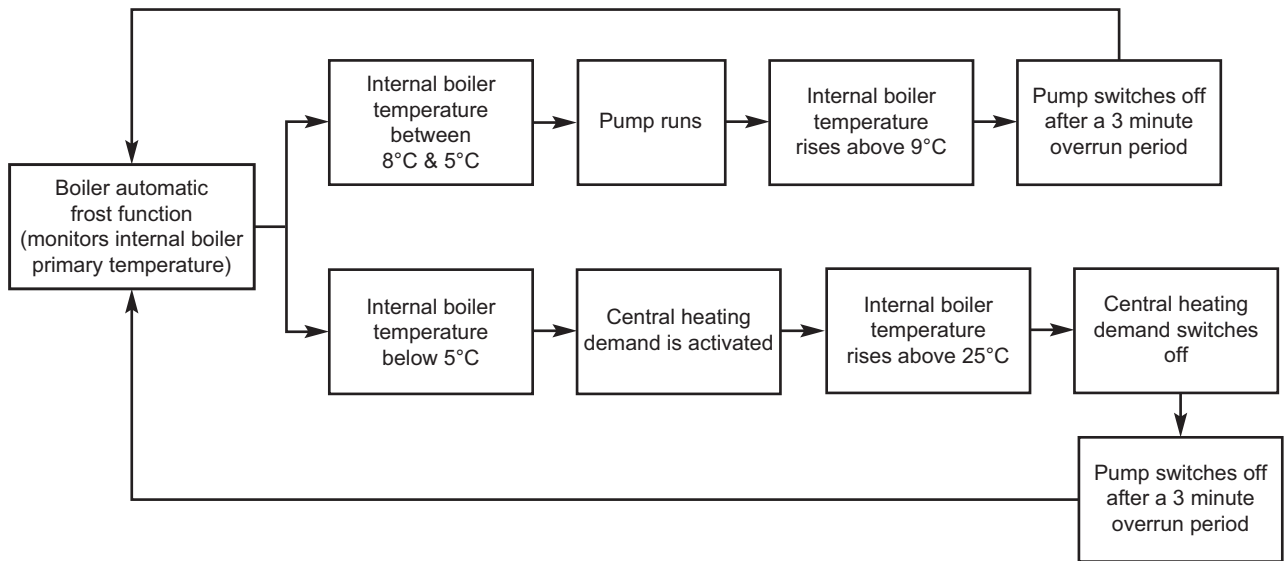 Boiler automatic
frost function
(monitors internal boiler
primary temperature)
Internal boiler
temperature
between
8°C & 5°C
Pump runs
Internal boiler
temperature
rises above 9°C
Pump switches off
after a 3 minute
overrun period
Internal boiler
temperature
below 5°C
Central heating
demand is activated
Internal boiler
temperature
rises above 25°C
Central heating
demand switches
off
Pump switches off
after a 3 minute
overrun period